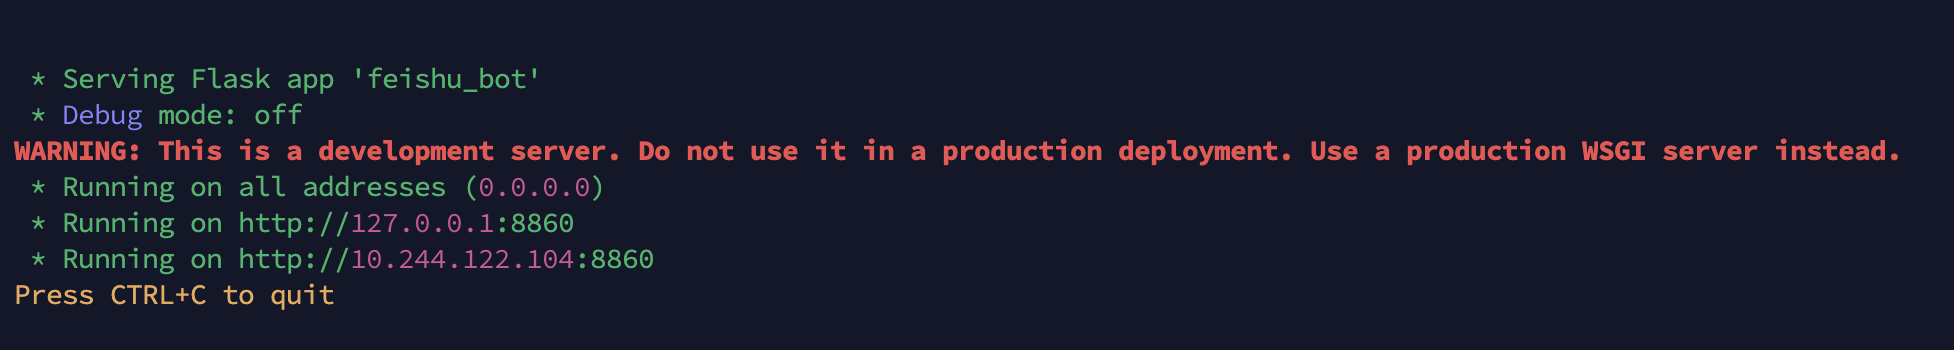 * Serving Flask app 'feishu_bot'
* Debug mode: off
WARNING: This is a development server. Do not use it in a production deployment. Use a production WSGI server instead.
* Running on all addresses (0.0.0.0)
* Running on http://127.0.0.1:8860
* Running on http://10.244.122.104:8860
Press CTRL+C to quit